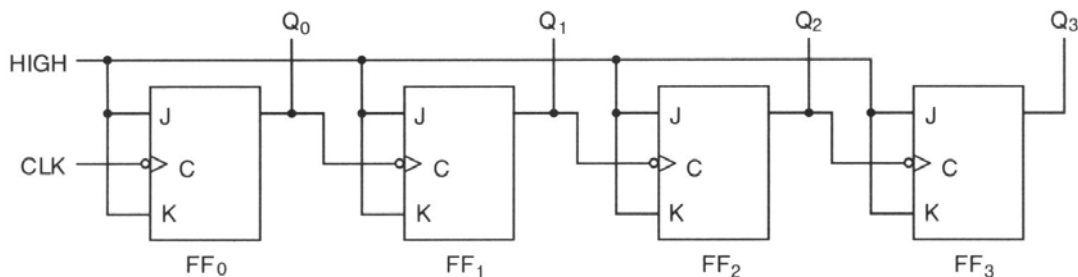 Q0 Q1 Q2 Q3
HIGH
J J J J
CLK C C C C
K K K K
FF0 FF1 FF2 FF3